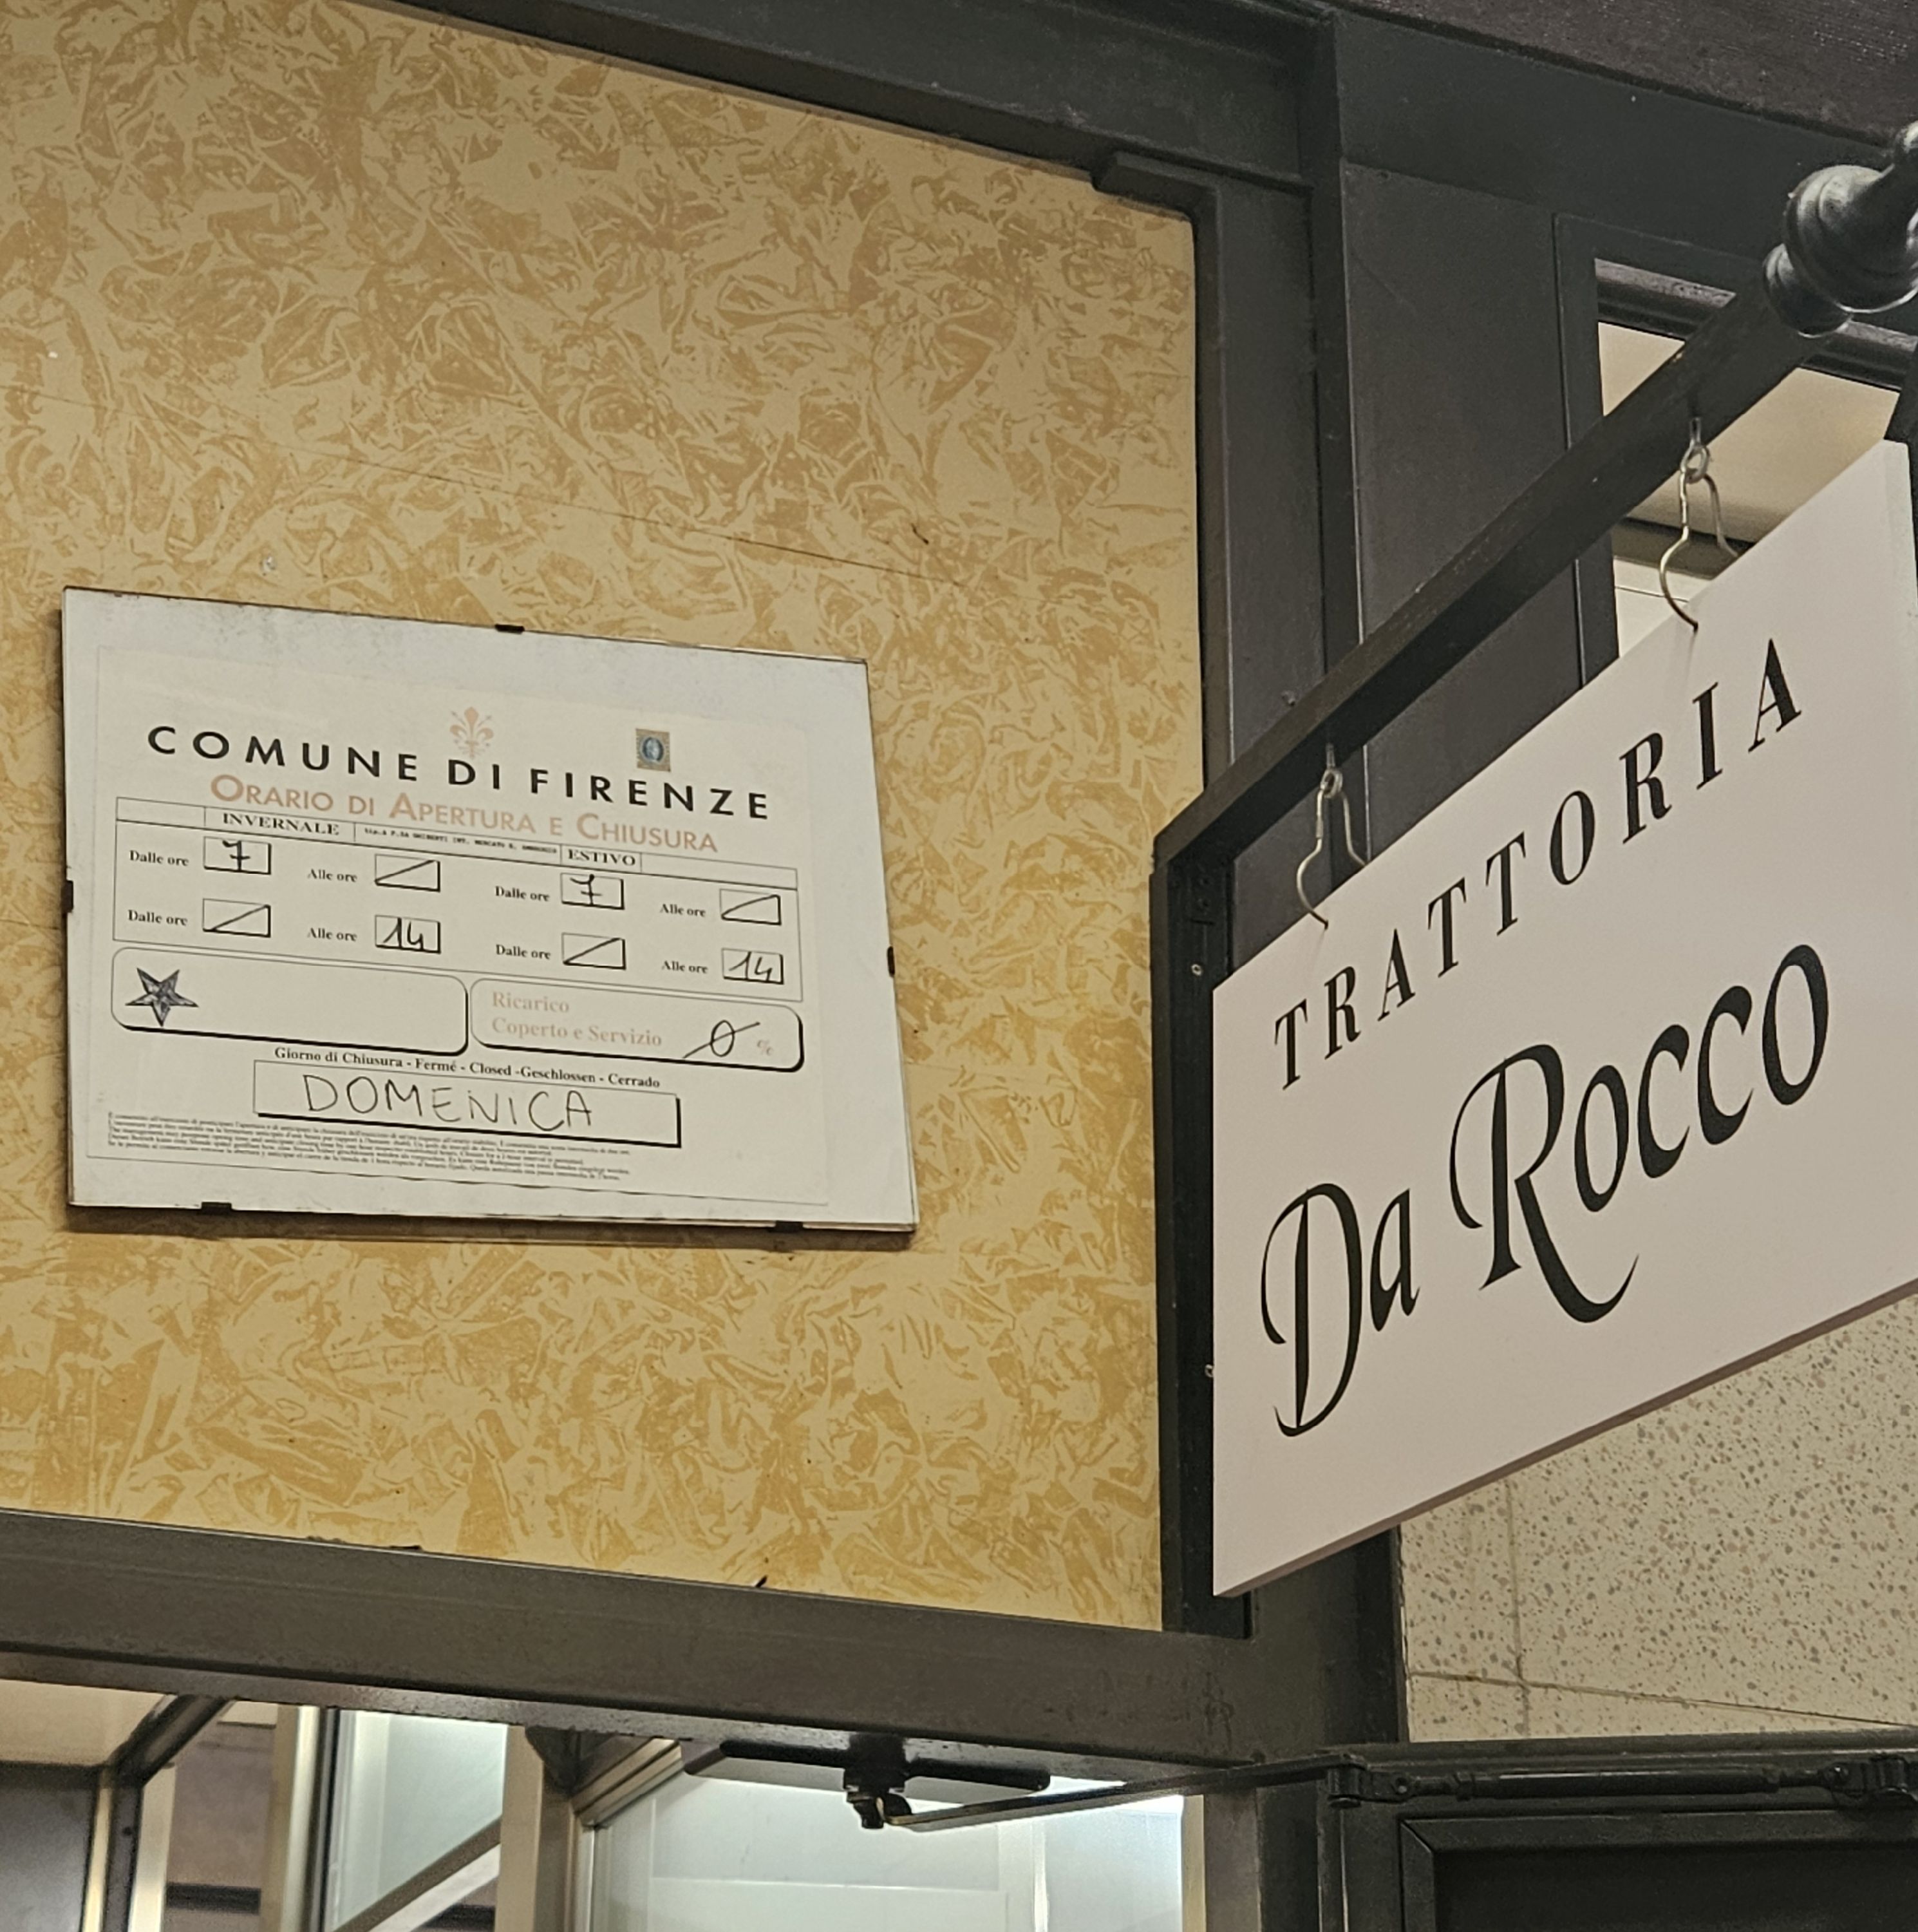 COMUNE DI FIRENZE
ORARIO DI APERTURA E CHIUSURA
INVERNALE
ESTIVO
Dalle ore 7 Alle ore Dalle ore 7 Alle ore
Dalle ore Alle ore 14 Dalle ore Alle ore 14
Ricarico
Coperto e Servizio 0 %
Giorno di Chiusura - Fermé - Closed -Geschlossen - Cerrado
DOMENICA
TRATTORIA
Da Rocco